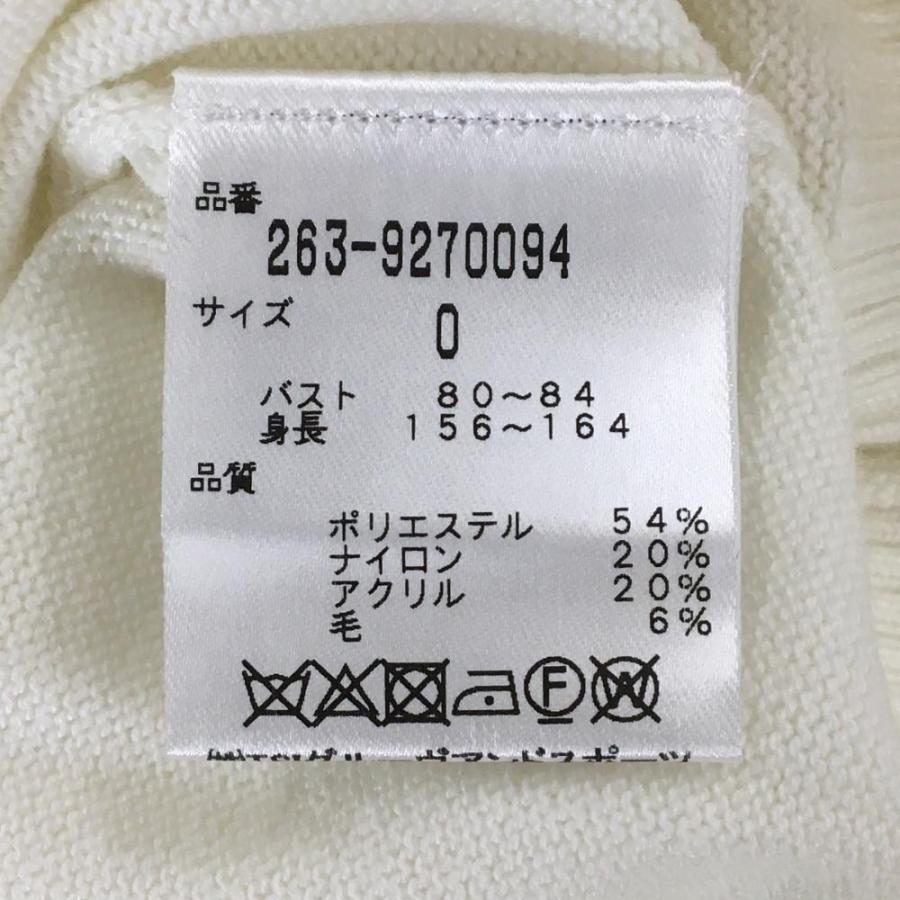 品番
263-9270094
サイズ
0
バスト 80～84
身長 156～164
品質
ポリエステル 54%
ナイロン 20%
アクリル 20%
毛 6%
F W